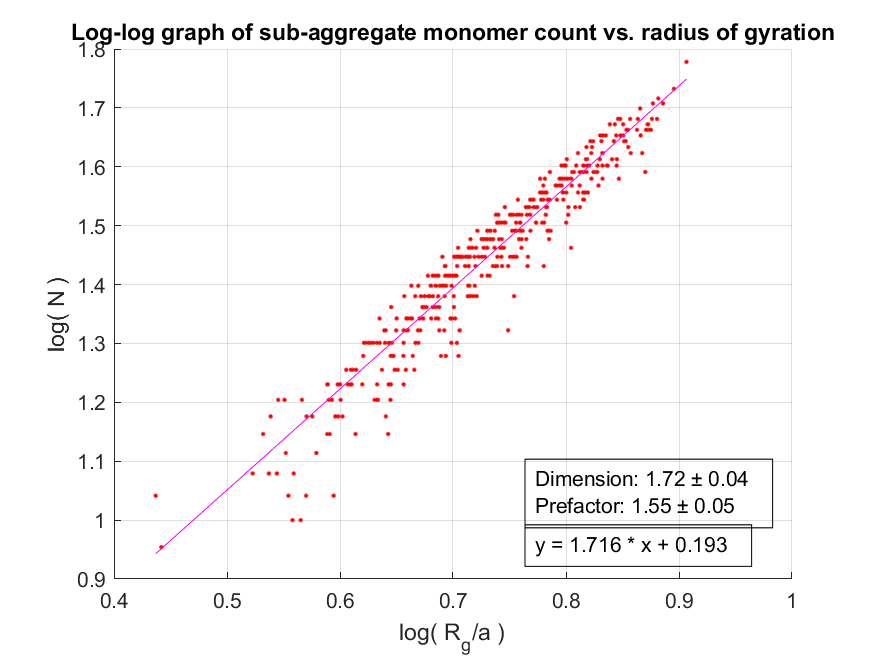 Log-log graph of sub-aggregate monomer count vs. radius of gyration
1.8
1.7
1.6
1.5
1.4
1.3
1.2
1.1
1
0.9
log( N )
Dimension: 1.72 ± 0.04
Prefactor: 1.55 ± 0.05
y = 1.716 * x + 0.193
0.4 0.5 0.6 0.7 0.8 0.9 1
log( R_g/a )